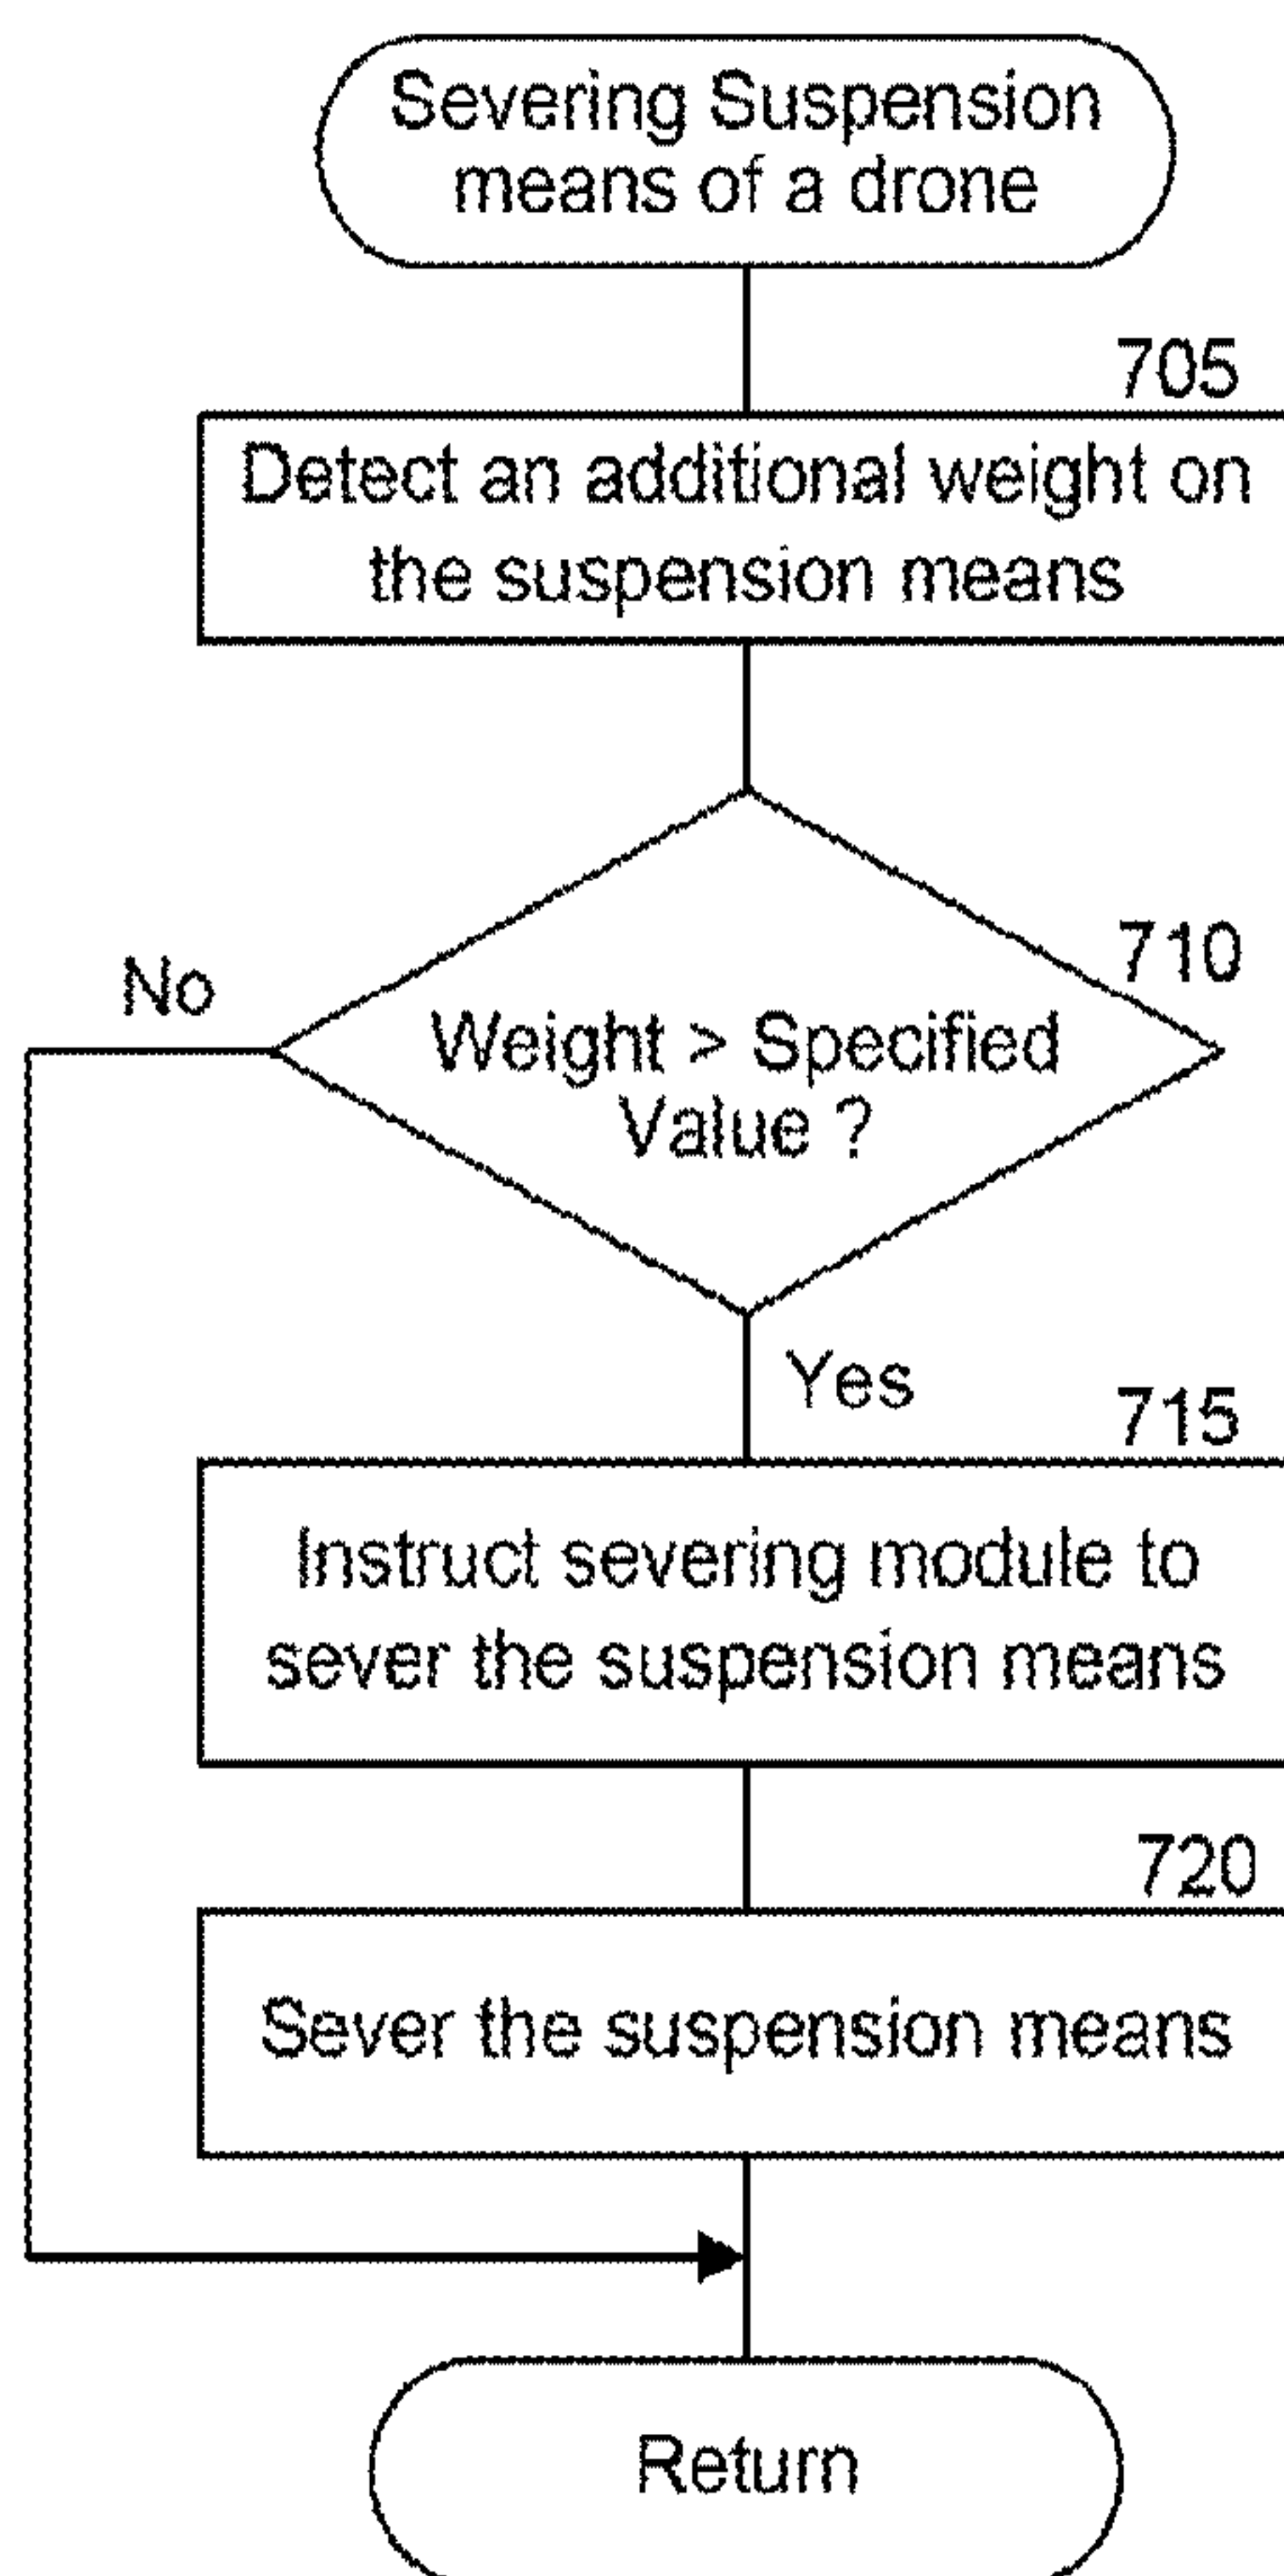 Severing Suspension
means of a drone
705
Detect an additional weight on
the suspension means
710
No
Weight > Specified
Value ?
Yes
715
Instruct severing module to
sever the suspension means
720
Sever the suspension means
Return